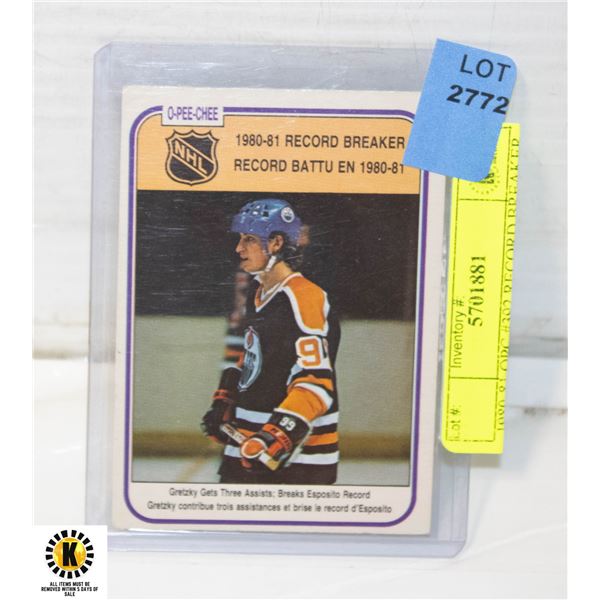 LOT
2772
O-PEE-CHEE
NHL
1980-81 RECORD BREAKER
RECORD BATTU EN 1980-81
99
99
Gretzky Gets Three Assists; Breaks Esposito Record
Gretzky contribue trois assistances et brise le record d'Esposito
Lot #:
Inventory #:
5701881
RECORD BREAKER
K
ALL ITEMS MUST BE
REMOVED WITHIN 5 DAYS OF
SALE